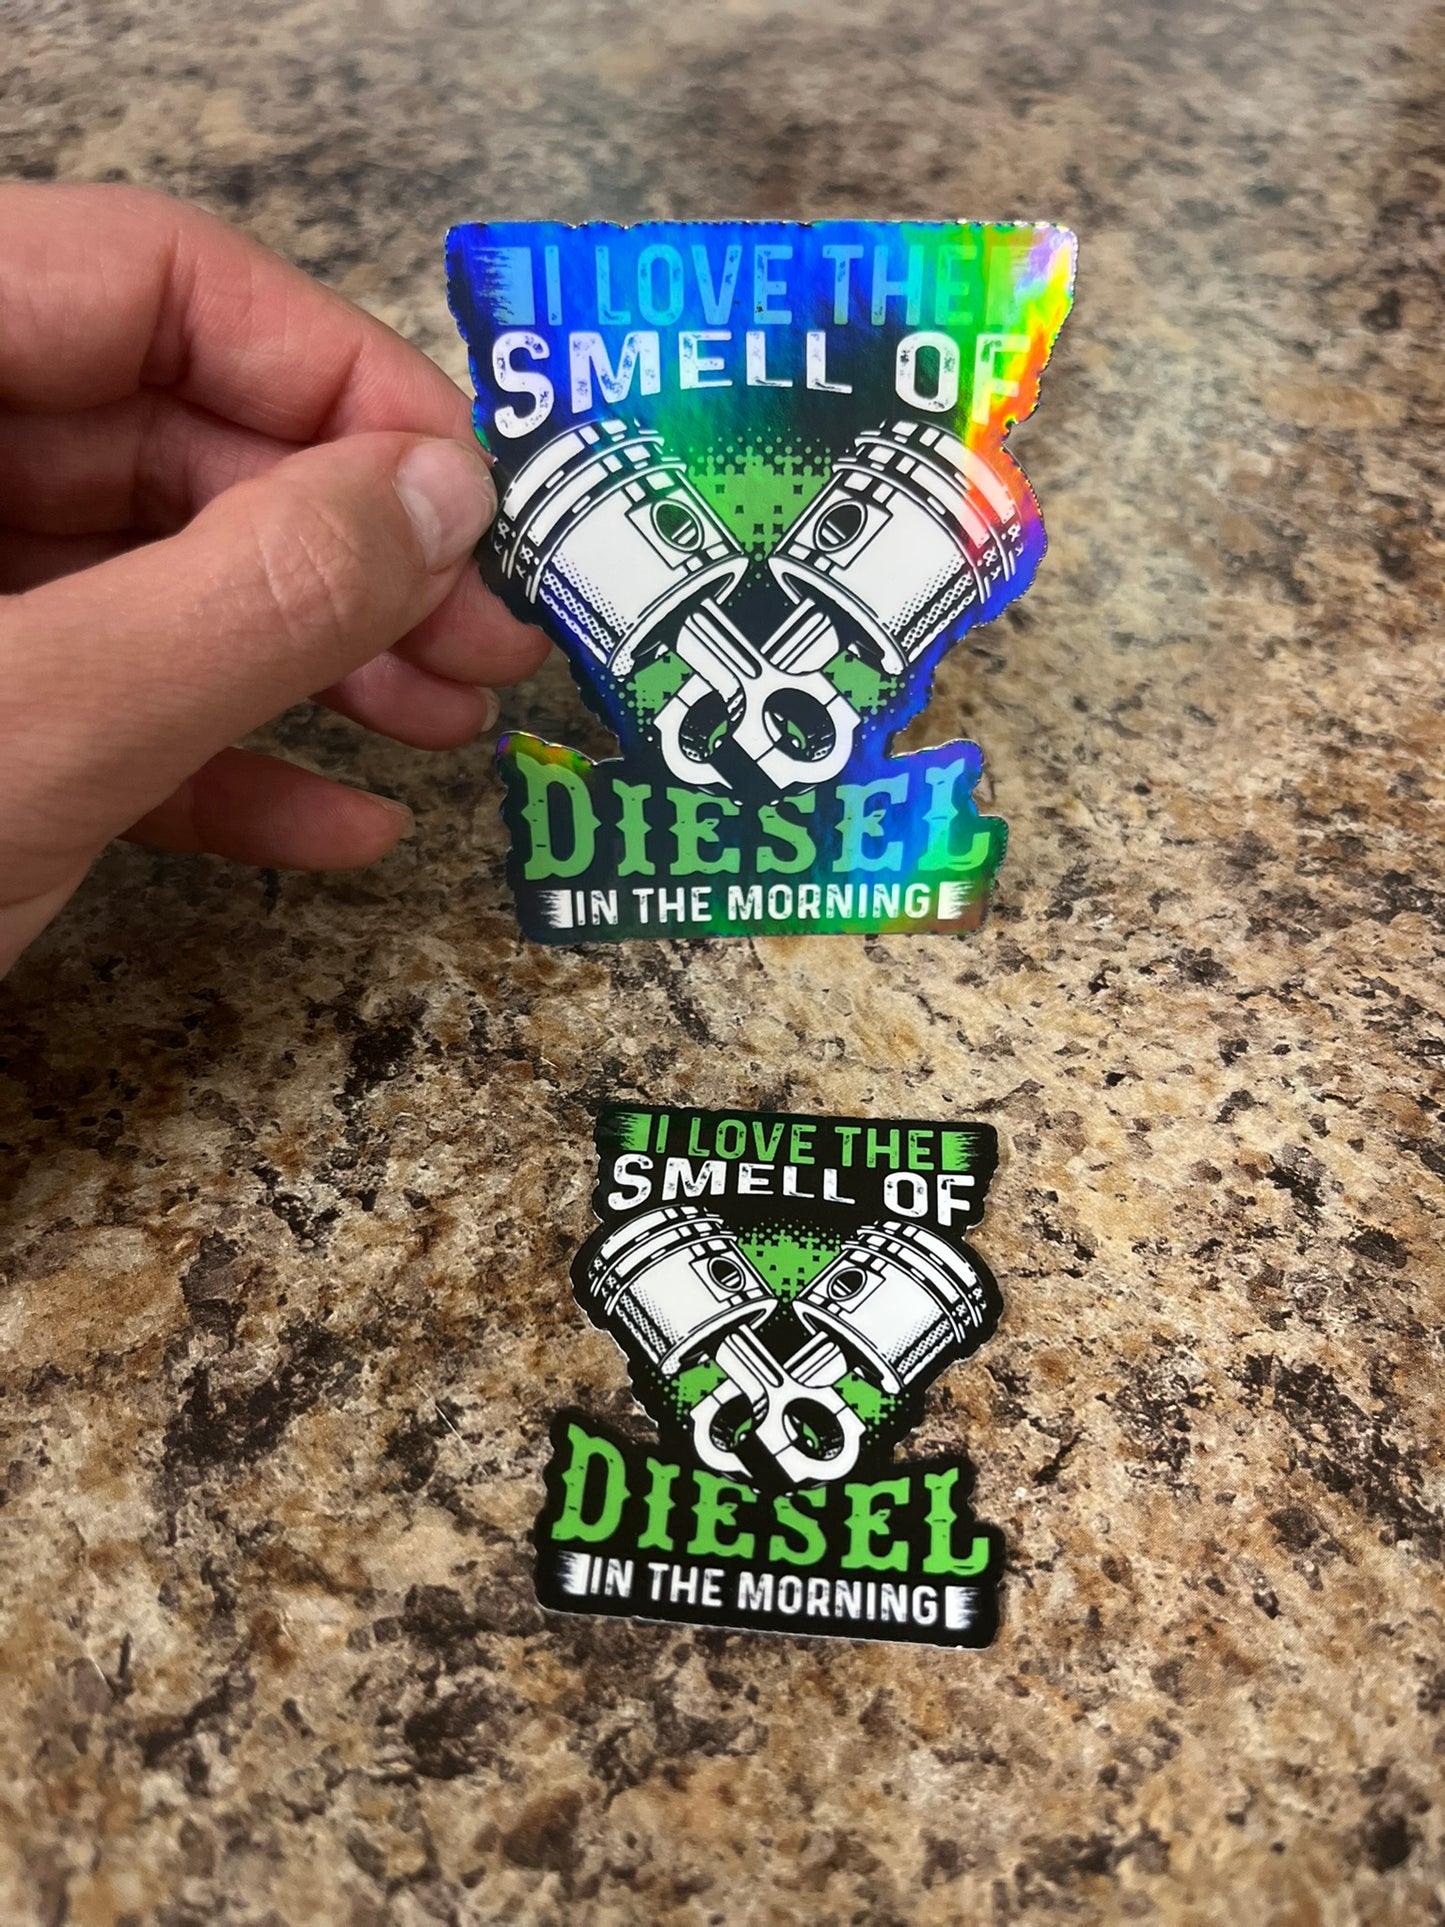 I LOVE THE
SMELL OF
DIESEL
IN THE MORNING
I LOVE THE
SMELL OF
DIESEL
IN THE MORNING